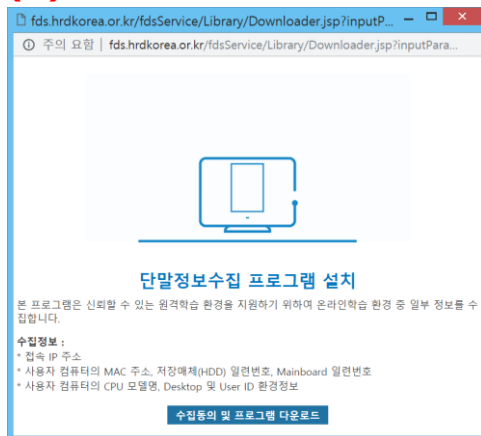 fds.hrdkorea.or.kr/fdsService/Library/Downloader.jsp?inputP...
주의 요함 | fds.hrdkorea.or.kr/fdsService/Library/Downloader.jsp?inputPara...
단말정보수집 프로그램 설치
본 프로그램은 신뢰할 수 있는 원격학습 환경을 지원하기 위하여 온라인학습 환경 중 일부 정보를 수
집합니다.
수집정보 :
* 접속 IP 주소
* 사용자 컴퓨터의 MAC 주소, 저장매체(HDD) 일련번호, Mainboard 일련번호
* 사용자 컴퓨터의 CPU 모델명, Desktop 및 User ID 환경정보
수집동의 및 프로그램 다운로드